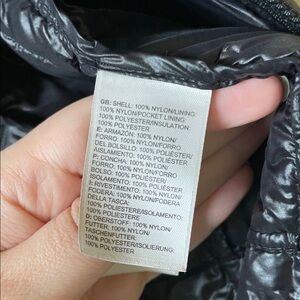 GB: SHELL: 100% NYLON/LINING:
100% NYLON/POCKET LINING:
100% POLYESTER/INSULATION:
100% POLYESTER
E: ARMAZÓN: 100% NYLON/
FORRO: 100% NYLON/FORRO
DEL BOLSILLO: 100% POLIÉSTER/
AISLAMIENTO: 100% POLIÉSTER
P: CONCHA: 100% NYLON/
FORRO: 100% NYLON/FORRO
BOLSO: 100% POLIÉSTER/
ISOLAMENTO: 100% POLIÉSTER
I: RIVESTIMENTO: 100% NYLON/
FODERA: 100% NYLON/FODERA
DELLA TASCA:
100% POLIESTERE/ISOLAMENTO:
100% POLIESTERE
D: OBERSTOFF: 100% NYLON/
FUTTER: 100% NYLON/
TASCHENFUTTER:
100% POLYESTER/ISOLIERUNG:
100% POLYESTER